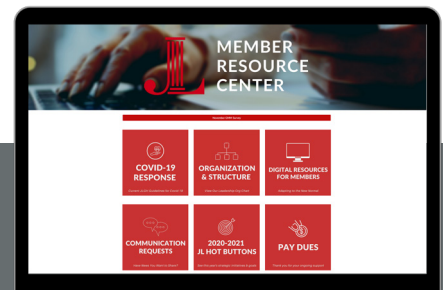 JL
MEMBER
RESOURCE
CENTER
COVID-19
RESPONSE
ORGANIZATION
& STRUCTURE
DIGITAL RESOURCES
FOR MEMBERS
COMMUNICATION
REQUESTS
2020-2021
JL HOT BUTTONS
PAY DUES